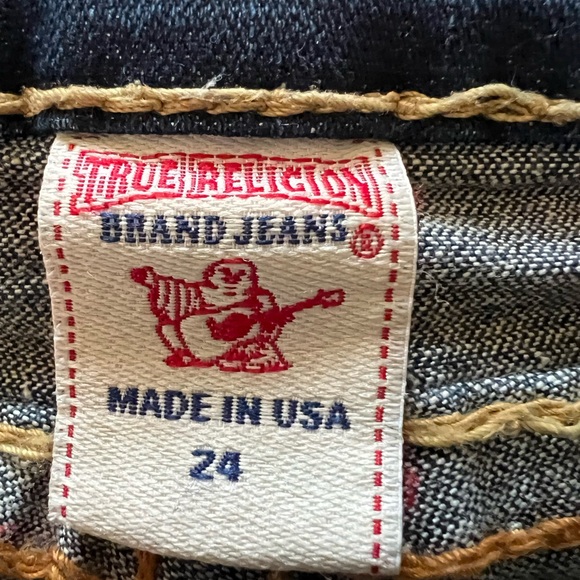 TRUE RELIGION
BRAND JEANS ®
MADE IN USA
24